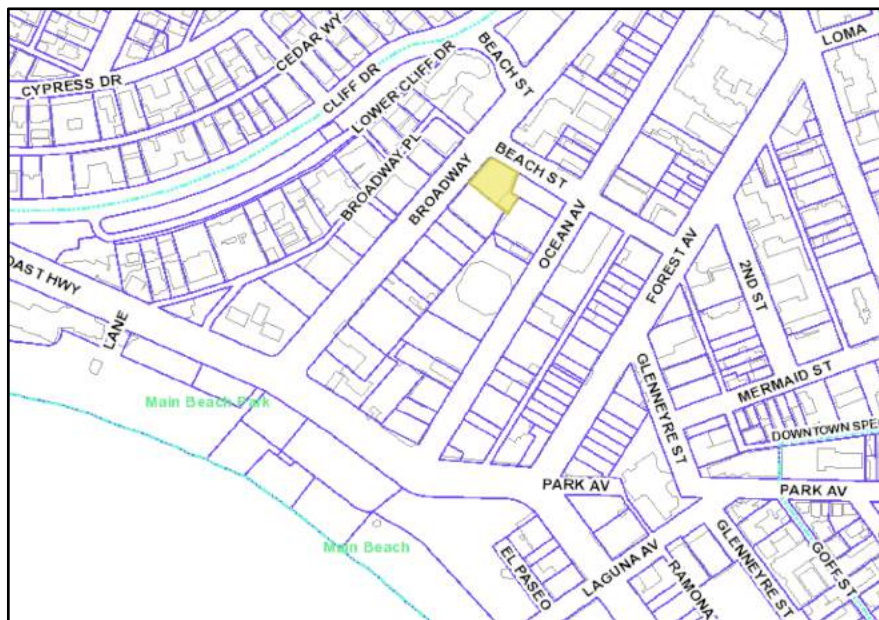 LOMA
CEDAR WY
CYPRESS DR
BEACH ST
CLIFF DR
LOWER CLIFF DR
BROADWAY PL
BROADWAY
BEACH ST
OCEAN AV
FOREST AV
2ND ST
OAST HWY
LANE
GLENNEYRE ST
MERMAID ST
Main Beach Park
DOWNTOWN SPE
PARK AV
PARK AV
Main Beach
EL PASEO
LAGUNA AV
RAMONA
GLENNEYRE ST
GOFF ST